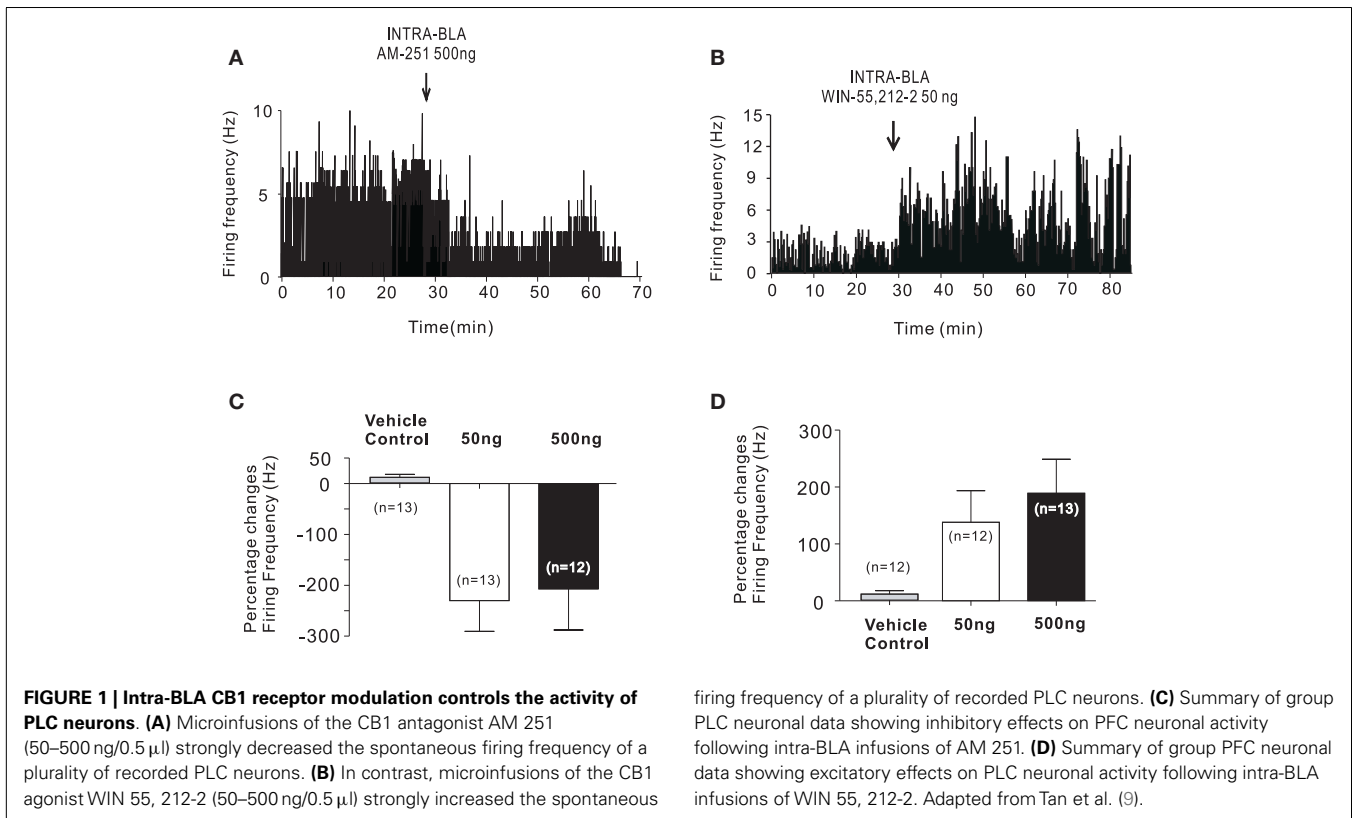 A
INTRA-BLA
AM-251 500ng
10
5
0
Firing frequency (Hz)
0 10 20 30 40 50 60 70
Time(min)
B
INTRA-BLA
WIN-55,212-2 50 ng
15
12
9
6
3
0
Firing frequency (Hz)
0 10 20 30 40 50 60 70 80
Time (min)
C
Vehicle
Control
50ng
500ng
50
0
-100
-200
-300
Percentage changes
Firing Frequency (Hz)
(n=13)
(n=13)
(n=12)
D
300
200
100
0
Percentage changes
Firing Frequency (Hz)
(n=12)
(n=12)
(n=13)
Vehicle
Control
50ng
500ng
FIGURE 1 | Intra-BLA CB1 receptor modulation controls the activity of
PLC neurons. (A) Microinfusions of the CB1 antagonist AM 251
(50–500 ng/0.5 μl) strongly decreased the spontaneous firing frequency of a
plurality of recorded PLC neurons. (B) In contrast, microinfusions of the CB1
agonist WIN 55, 212-2 (50–500 ng/0.5 μl) strongly increased the spontaneous
firing frequency of a plurality of recorded PLC neurons. (C) Summary of group
PLC neuronal data showing inhibitory effects on PFC neuronal activity
following intra-BLA infusions of AM 251. (D) Summary of group PFC neuronal
data showing excitatory effects on PLC neuronal activity following intra-BLA
infusions of WIN 55, 212-2. Adapted from Tan et al. (9).